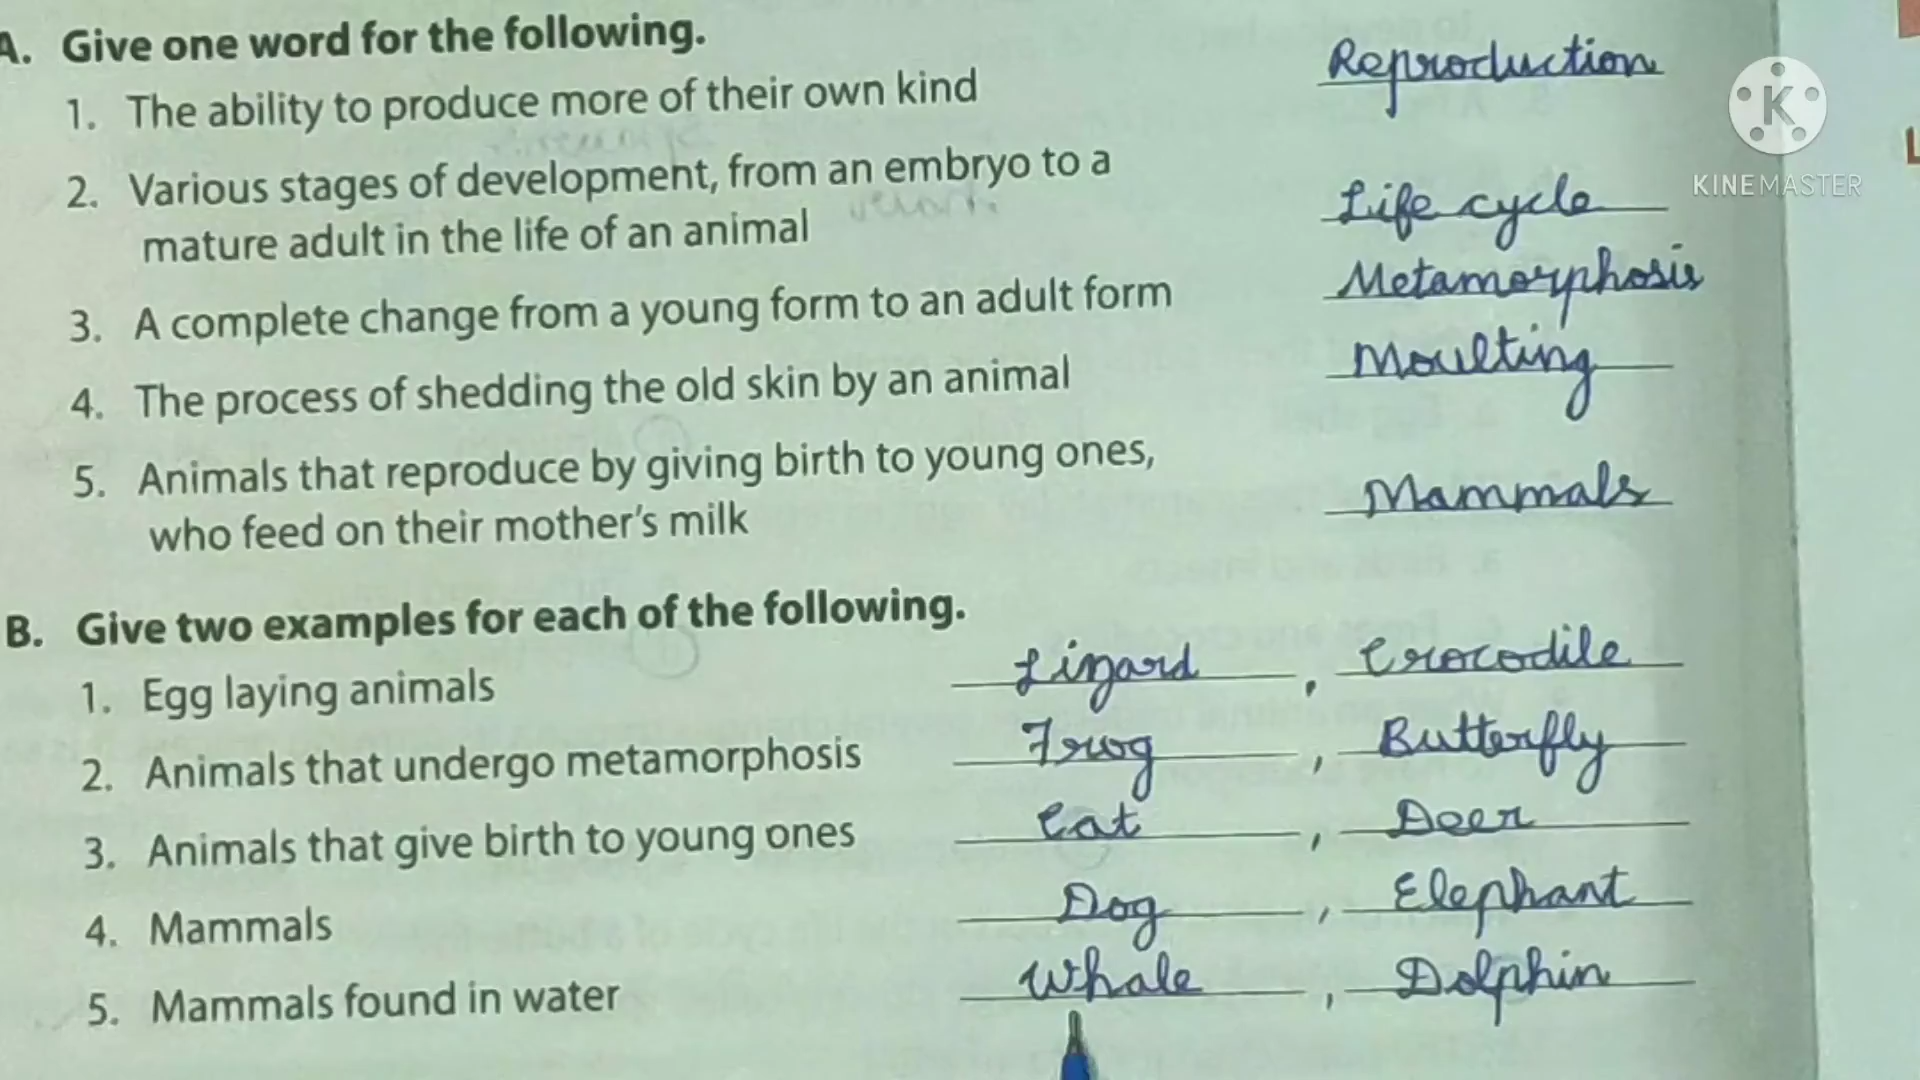 A. Give one word for the following.
1. The ability to produce more of their own kind Reproduction
2. Various stages of development, from an embryo to a
mature adult in the life of an animal Life cycle
3. A complete change from a young form to an adult form Metamorphosis
4. The process of shedding the old skin by an animal Moulting
5. Animals that reproduce by giving birth to young ones,
who feed on their mother's milk Mammals
B. Give two examples for each of the following.
1. Egg laying animals Lizard, Crocodile
2. Animals that undergo metamorphosis Frog, Butterfly
3. Animals that give birth to young ones Cat, Deer
4. Mammals Dog, Elephant
5. Mammals found in water Whale, Dolphin
K
KINEMASTER